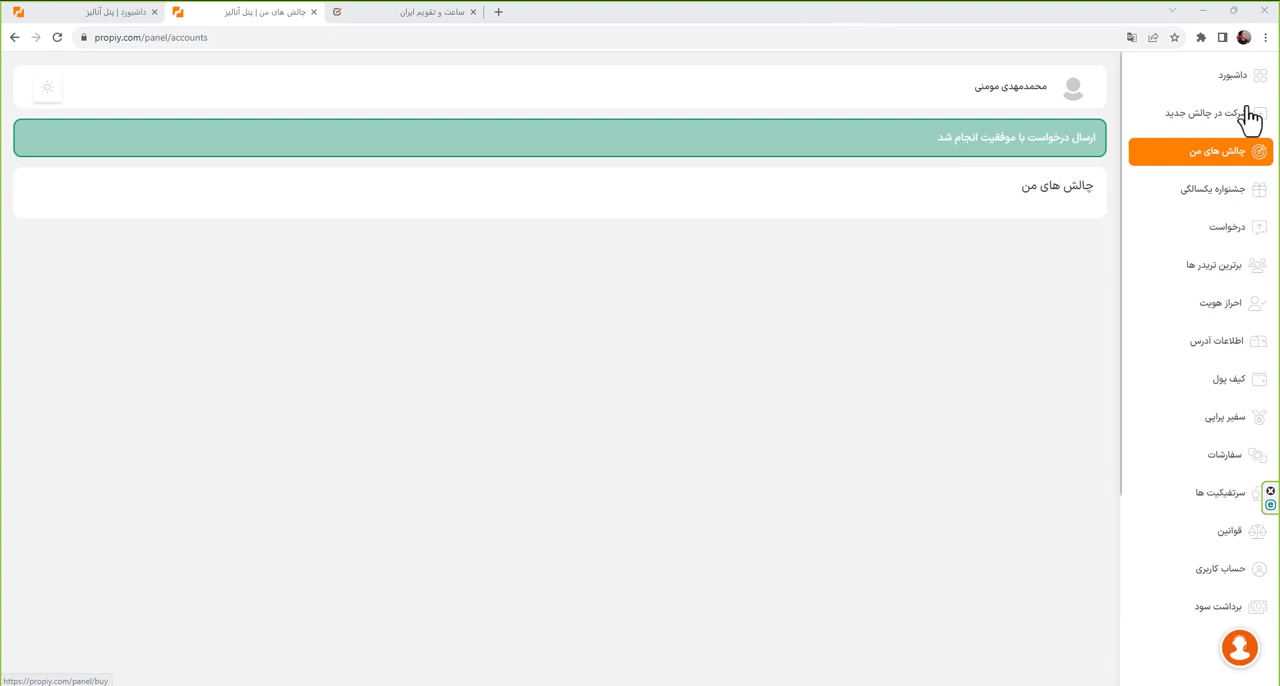 داشبورد | پنل آنالیز
چالش های من | پنل آنالیز
ساعت و تقویم ایران
propiy.com/panel/accounts
محمدمهدی مومنی
ارسال درخواست با موفقیت انجام شد
چالش های من
داشبورد
در چالش جدید
چالش های من
جشنواره یکسالگی
درخواست
برترین تریدر ها
احراز هویت
اطلاعات آدرس
کیف پول
سفیر پراپی
سفارشات
سرتفیکیت ها
قوانین
حساب کاربری
برداشت سود
https://propiy.com/panel/buy